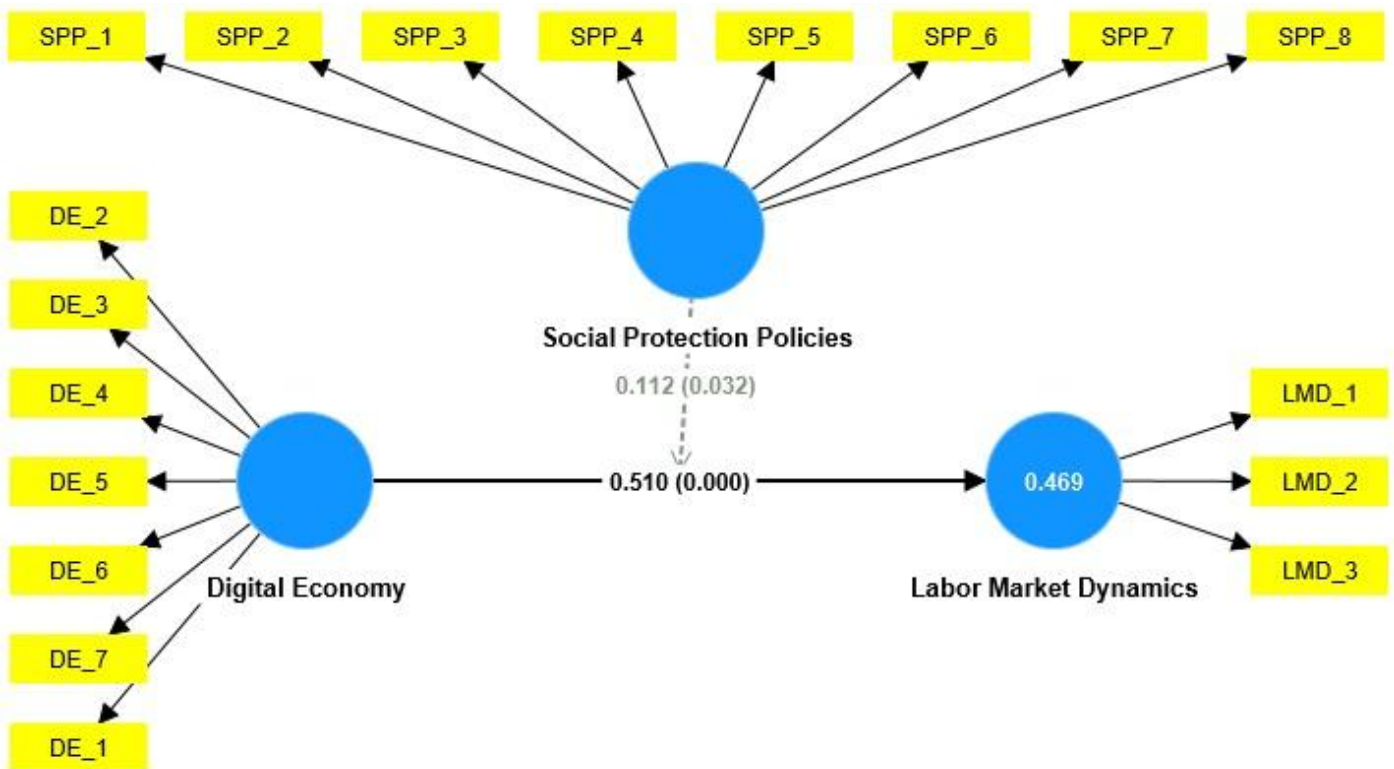 SPP_1
SPP_2
SPP_3
SPP_4
SPP_5
SPP_6
SPP_7
SPP_8
DE_2
DE_3
DE_4
DE_5
DE_6
DE_7
DE_1
Social Protection Policies
0.112 (0.032)
0.510 (0.000)
Digital Economy
0.469
Labor Market Dynamics
LMD_1
LMD_2
LMD_3